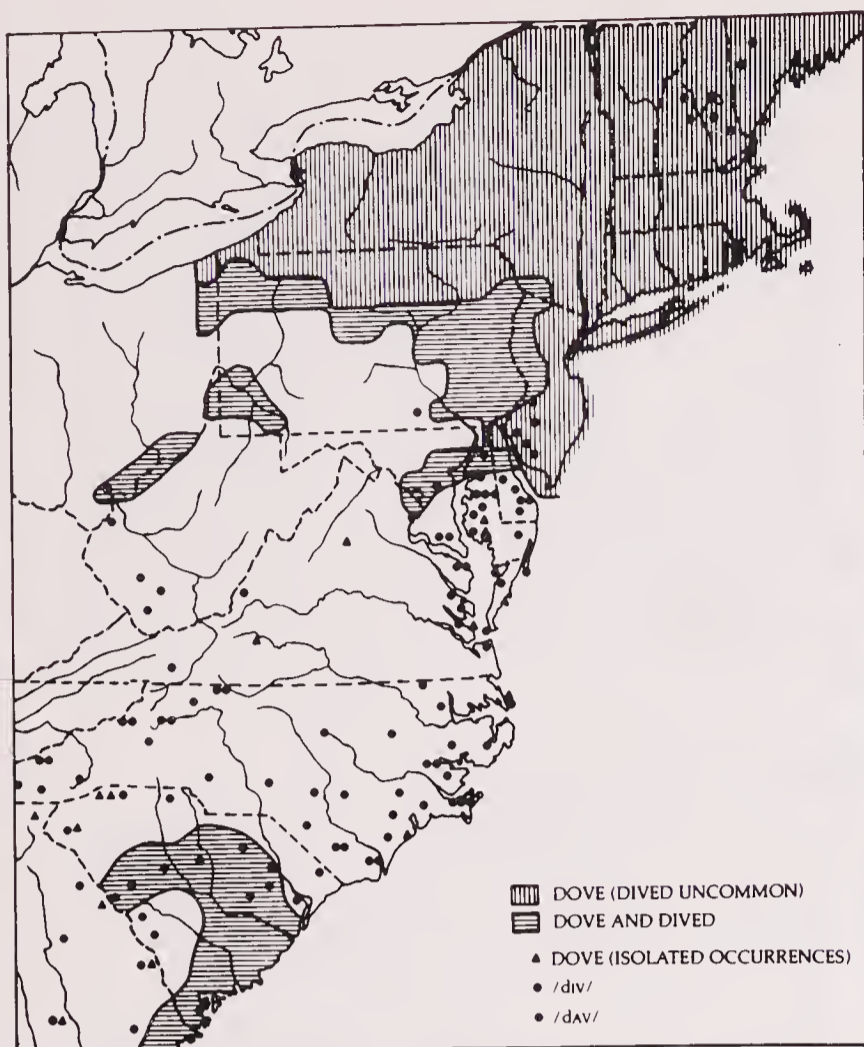 DOVE (DIVED UNCOMMON)
DOVE AND DIVED
DOVE (ISOLATED OCCURRENCES)
/dɪv/
/dʌv/